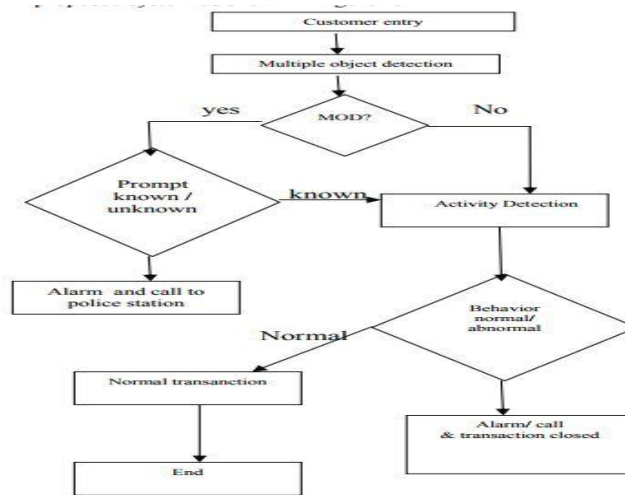 Customer entry
Multiple object detection
MOD?
yes
No
Prompt
known /
unknown
known
Activity Detection
Alarm and call to
police station
Behavior
normal/
abnormal
Normal
Normal transanction
Alarm/ call
& transaction closed
End